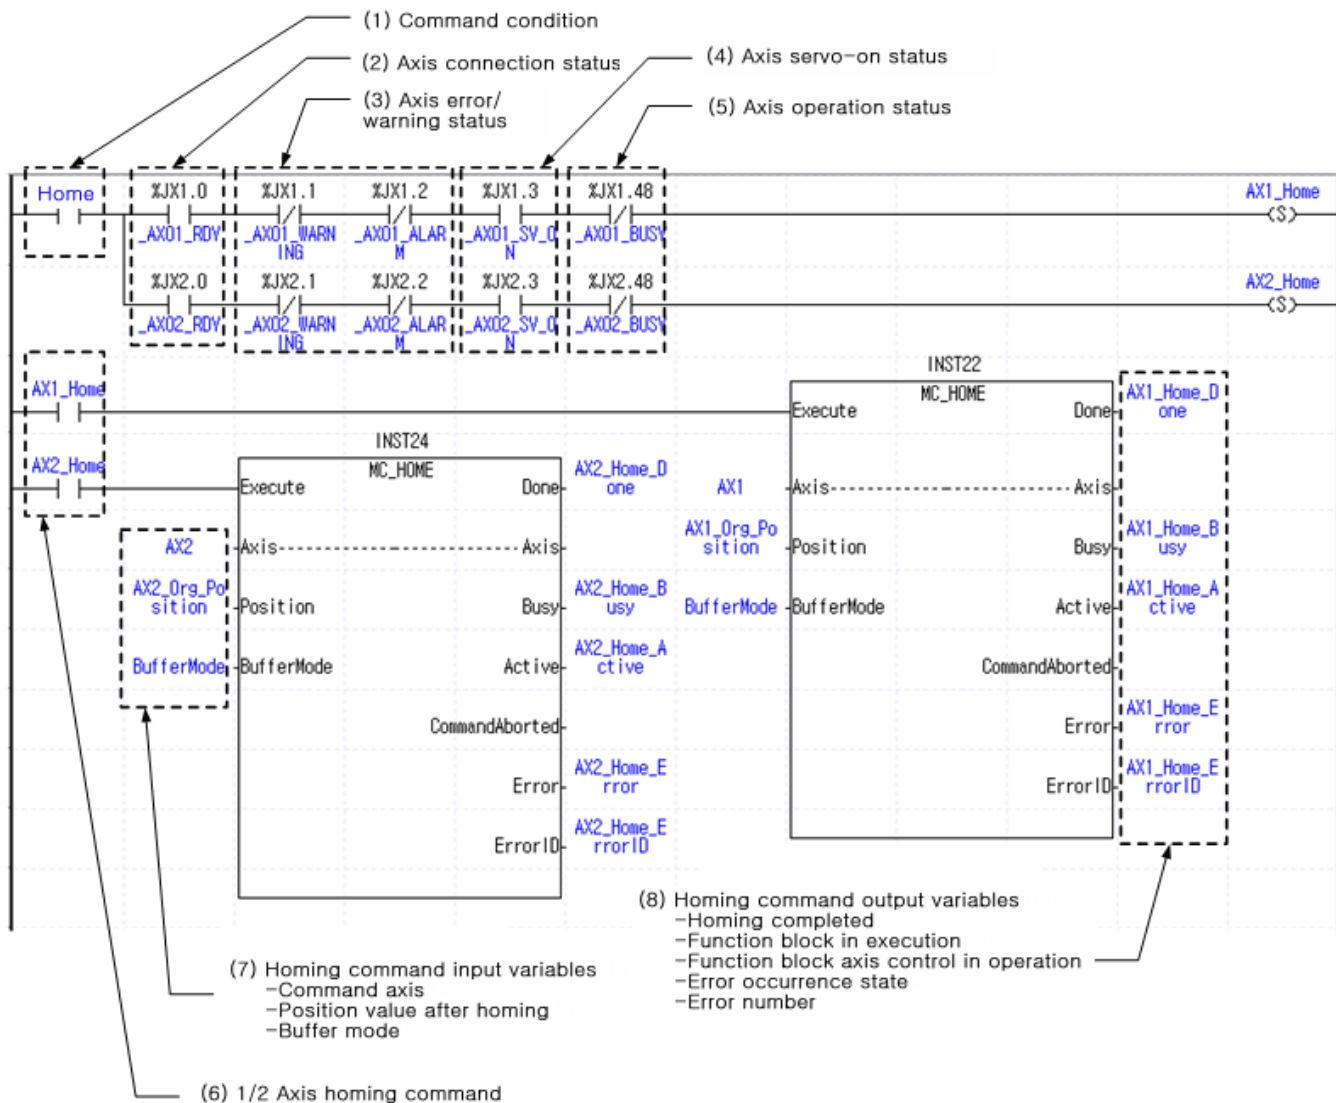 (1) Command condition
(2) Axis connection status
(3) Axis error/
warning status
(4) Axis servo-on status
(5) Axis operation status
Home %JX1.0 %JX1.1 %JX1.2 %JX1.3 %JX1.48 AX1_Home
(S)
_AX01_RDY _AX01_WARN _AX01_ALAR _AX01_SV_O _AX01_BUSY
ING M N
%JX2.0 %JX2.1 %JX2.2 %JX2.3 %JX2.48 AX2_Home
(S)
_AX02_RDY _AX02_WARN _AX02_ALAR _AX02_SV_O _AX02_BUSY
ING M N
AX1_Home
AX2_Home
INST24
MC_HOME
Execute Done AX2_Home_D
one
AX2 Axis Axis
AX2_Org_Po
sition Position Busy AX2_Home_B
usy
BufferMode BufferMode Active AX2_Home_A
ctive
CommandAborted
Error AX2_Home_E
rror
ErrorID AX2_Home_E
rrorID
INST22
MC_HOME
Execute Done AX1_Home_D
one
AX1 Axis Axis
AX1_Org_Po
sition Position Busy AX1_Home_B
usy
BufferMode BufferMode Active AX1_Home_A
ctive
CommandAborted
Error AX1_Home_E
rror
ErrorID AX1_Home_E
rrorID
(8) Homing command output variables
-Homing completed
-Function block in execution
-Function block axis control in operation
-Error occurrence state
-Error number
(7) Homing command input variables
-Command axis
-Position value after homing
-Buffer mode
(6) 1/2 Axis homing command